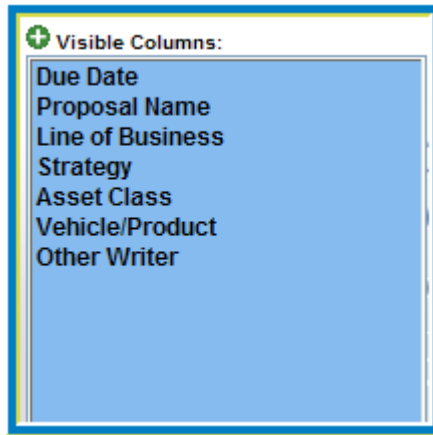 Visible Columns:
Due Date
Proposal Name
Line of Business
Strategy
Asset Class
Vehicle/Product
Other Writer